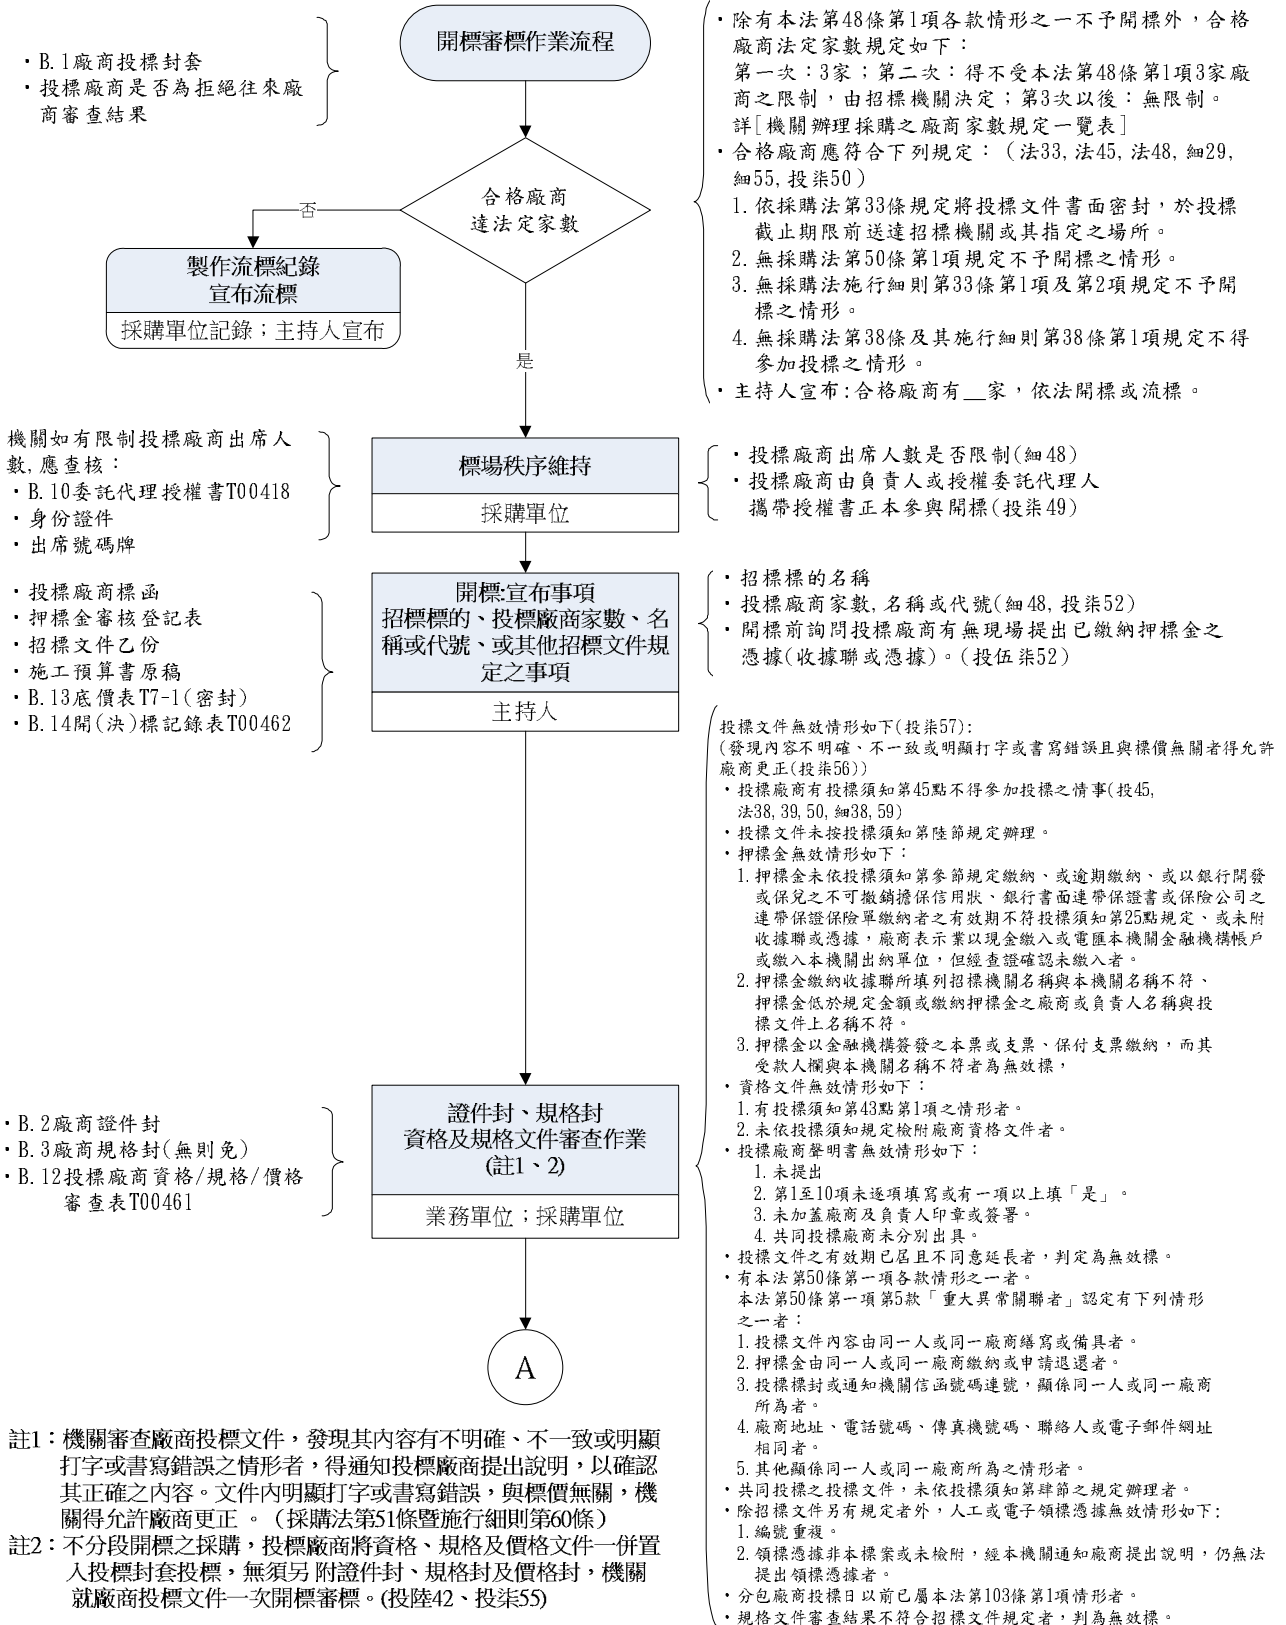 開標審標作業流程
・B.1廠商投標封套
・投標廠商是否為拒絕往來廠
商審查結果
・除有本法第48條第1項各款情形之一不予開標外，合格
廠商法定家數規定如下：
第一次：3家；第二次：得不受本法第48條第1項3家廠
商之限制，由招標機關決定；第3次以後：無限制。
詳[機關辦理採購之廠商家數規定一覽表]
・合格廠商應符合下列規定：（法33,法45,法48,細29,
細55,投柒50）
1.依採購法第33條規定將投標文件書面密封，於投標
截止期限前送達招標機關或其指定之場所。
2.無採購法第50條第1項規定不予開標之情形。
3.無採購法施行細則第33條第1項及第2項規定不予開
標之情形。
4.無採購法第38條及其施行細則第38條第1項規定不得
參加投標之情形。
・主持人宣布:合格廠商有__家，依法開標或流標。
合格廠商
達法定家數
否
製作流標紀錄
宣布流標
採購單位記錄；主持人宣布
是
機關如有限制投標廠商出席人
數,應查核：
・B.10委託代理授權書T00418
・身份證件
・出席號碼牌
標場秩序維持
採購單位
・投標廠商出席人數是否限制(細48)
・投標廠商由負責人或授權委託代理人
攜帶授權書正本參與開標(投柒49)
・投標廠商標函
・押標金審核登記表
・招標文件乙份
・施工預算書原稿
・B.13底價表T7-1(密封)
・B.14開(決)標記錄表T00462
開標:宣布事項
招標標的、投標廠商家數、名
稱或代號、或其他招標文件規
定之事項
主持人
・招標標的名稱
・投標廠商家數,名稱或代號(細48,投柒52)
・開標前詢問投標廠商有無現場提出已繳納押標金之
憑據(收據聯或憑據)。(投伍柒52)
投標文件無效情形如下(投柒57):
(發現內容不明確、不一致或明顯打字或書寫錯誤且與標價無關者得允許
廠商更正(投柒56))
・投標廠商有投標須知第45點不得參加投標之情事(投45,
法38,39,50,細38,59)
・投標文件未按投標須知第陸節規定辦理。
・押標金無效情形如下：
1.押標金未依投標須知第參節規定繳納、或逾期繳納、或以銀行開發
或保兌之不可撤銷擔保信用狀、銀行書面連帶保證書或保險公司之
連帶保證保險單繳納者之有效期不符投標須知第25點規定、或未附
收據聯或憑據，廠商表示業以現金繳入或電匯本機關金融機構帳戶
或繳入本機關出納單位，但經查證確認未繳入者。
2.押標金繳納收據聯所填列招標機關名稱與本機關名稱不符、
押標金低於規定金額或繳納押標金之廠商或負責人名稱與投
標文件上名稱不符。
3.押標金以金融機構簽發之本票或支票、保付支票繳納，而其
受款人欄與本機關名稱不符者為無效標，
・資格文件無效情形如下：
1.有投標須知第43點第1項之情形者。
2.未依投標須知規定檢附廠商資格文件者。
・投標廠商聲明書無效情形如下：
1.未提出
2.第1至10項未逐項填寫或有一項以上填「是」。
3.未加蓋廠商及負責人印章或簽署。
4.共同投標廠商未分別出具。
・投標文件之有效期已屆且不同意延長者，判定為無效標。
・有本法第50條第一項各款情形之一者。
本法第50條第一項第5款「重大異常關聯者」認定有下列情形
之一者：
1.投標文件內容由同一人或同一廠商繕寫或備具者。
2.押標金由同一人或同一廠商繳納或申請退還者。
3.投標標封或通知機關信函號碼連號，顯係同一人或同一廠商
所為者。
4.廠商地址、電話號碼、傳真機號碼、聯絡人或電子郵件網址
相同者。
5.其他顯係同一人或同一廠商所為之情形者。
・共同投標之投標文件，未依投標須知第肆節之規定辦理者。
・除招標文件另有規定者外，人工或電子領標憑據無效情形如下:
1.編號重複。
2.領標憑據非本標案或未檢附，經本機關通知廠商提出說明，仍無法
提出領標憑據者。
・分包廠商投標日以前已屬本法第103條第1項情形者。
・規格文件審查結果不符合招標文件規定者，判為無效標。
・B.2廠商證件封
・B.3廠商規格封(無則免)
・B.12投標廠商資格/規格/價格
審查表T00461
證件封、規格封
資格及規格文件審查作業
(註1、2)
業務單位；採購單位
A
註1：機關審查廠商投標文件，發現其內容有不明確、不一致或明顯
打字或書寫錯誤之情形者，得通知投標廠商提出說明，以確認
其正確之內容。文件內明顯打字或書寫錯誤，與標價無關，機
關得允許廠商更正 。（採購法第51條暨施行細則第60條）
註2：不分段開標之採購，投標廠商將資格、規格及價格文件一併置
入投標封套投標，無須另 附證件封、規格封及價格封，機關
就廠商投標文件一次開標審標。(投陸42、投柒55)